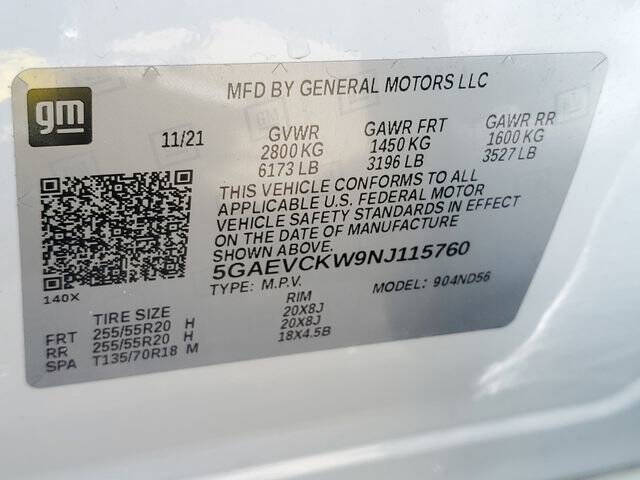 MFD BY GENERAL MOTORS LLC
gm
11/21 GVWR GAWR FRT GAWR RR
2800 KG 1450 KG 1600 KG
6173 LB 3196 LB 3527 LB
THIS VEHICLE CONFORMS TO ALL
APPLICABLE U.S. FEDERAL MOTOR
VEHICLE SAFETY STANDARDS IN EFFECT
ON THE DATE OF MANUFACTURE
SHOWN ABOVE.
5GAEVCKW9NJ115760
TYPE: M.P.V. MODEL: 904ND56
140X
TIRE SIZE RIM
FRT 255/55R20 H 20X8J
RR 255/55R20 H 20X8J
SPA T135/70R18 M 18X4.5B